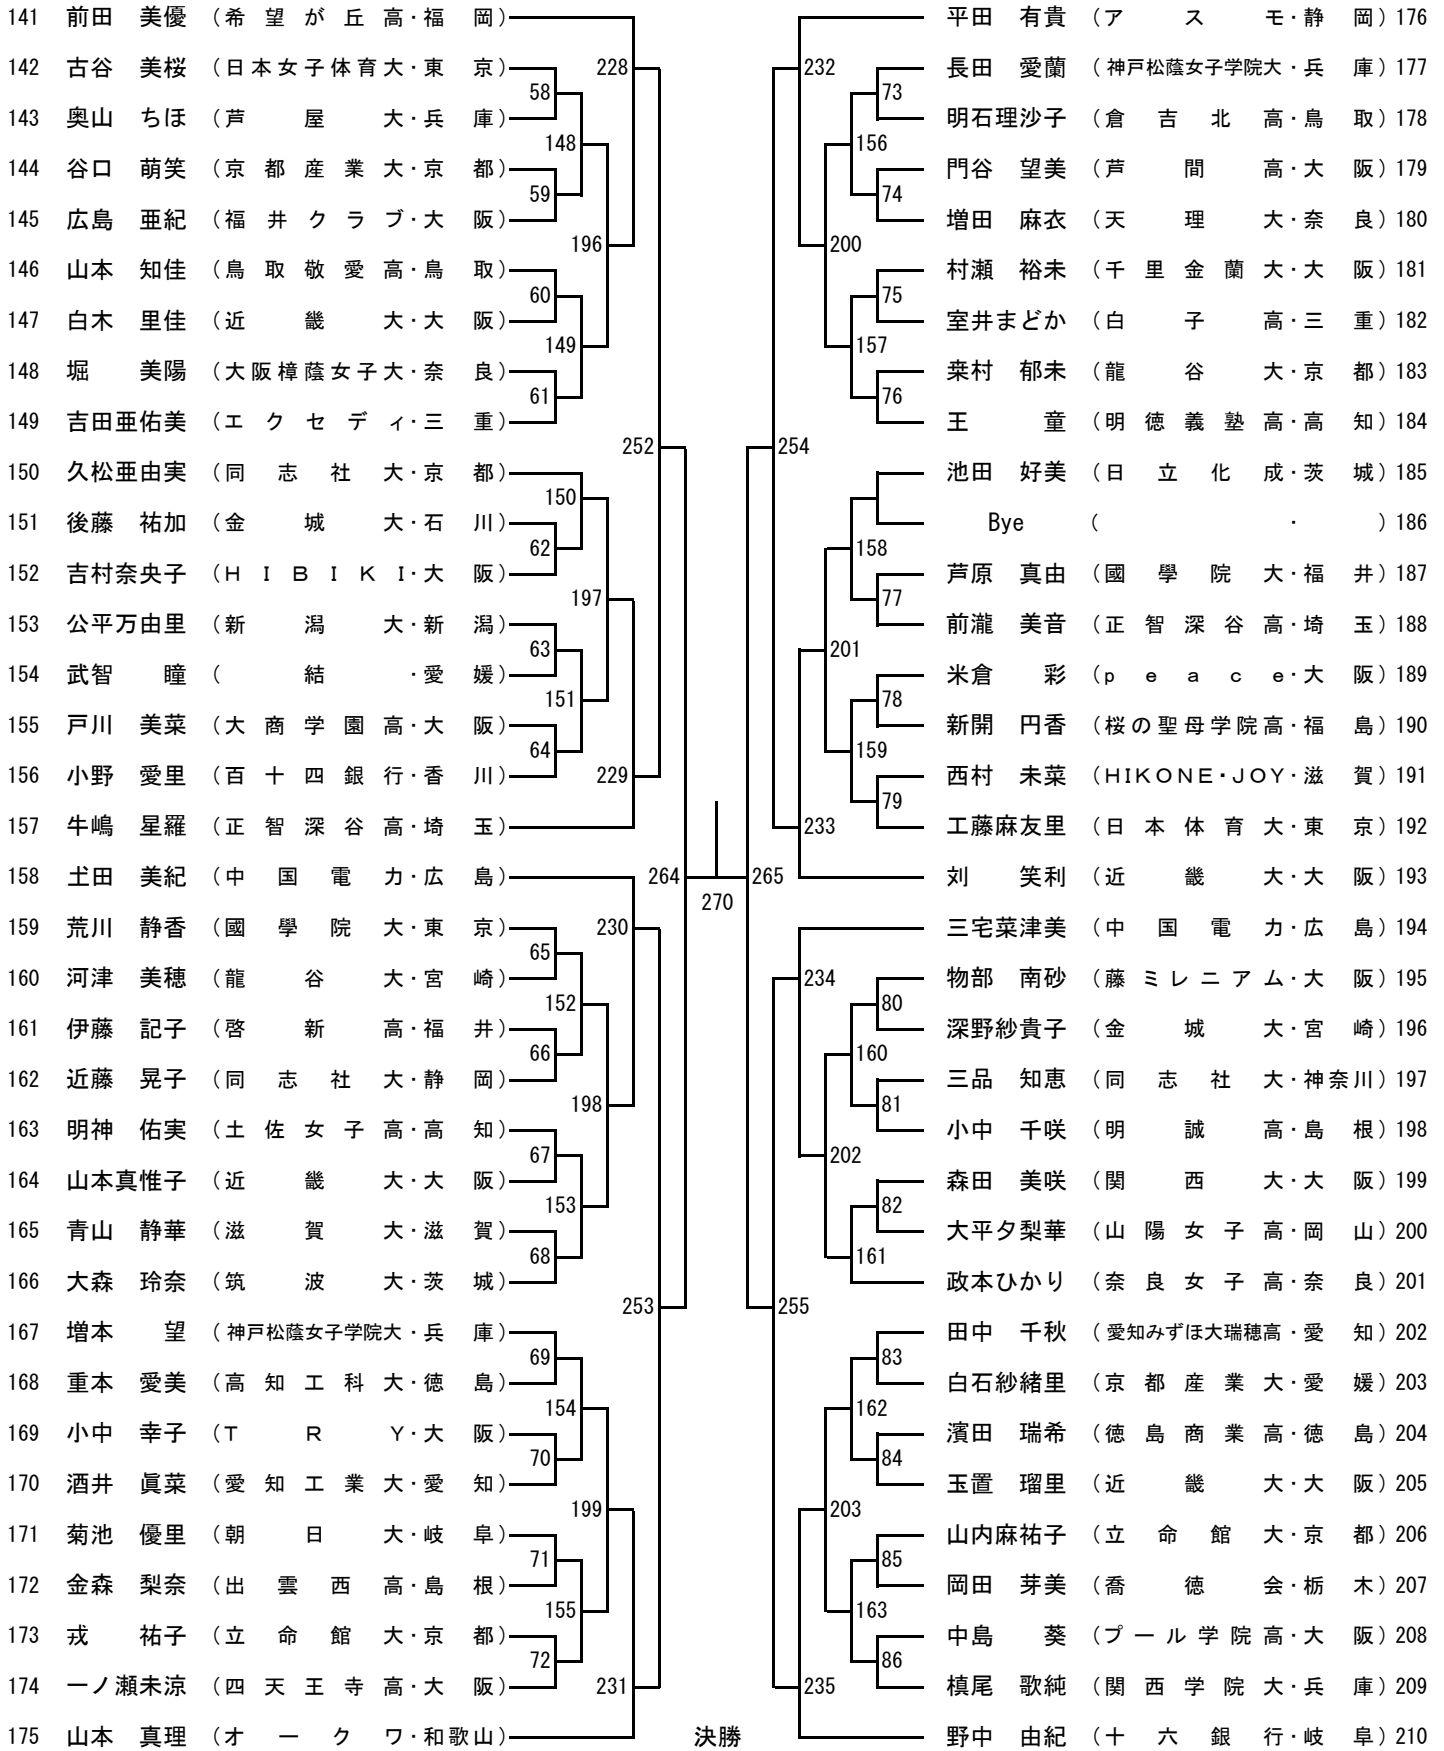 141 前田 美優 (希望が丘高・福岡)
142 古谷 美桜 (日本女子体育大・東京)
143 奥山 ちほ (芦屋大・兵庫)
144 谷口 萌笑 (京都産業大・京都)
145 広島 亜紀 (福井クラブ・大阪)
146 山本 知佳 (鳥取敬愛高・鳥取)
147 白木 里佳 (近畿大・大阪)
148 堀 美陽 (大阪樟蔭女子大・奈良)
149 吉田亜佑美 (エクセディ・三重)
150 久松亜由実 (同志社大・京都)
151 後藤 祐加 (金城大・石川)
152 吉村奈央子 (HIBIKI・大阪)
153 公平万由里 (新潟大・新潟)
154 武智 瞳 (結・愛媛)
155 戸川 美菜 (大商学園高・大阪)
156 小野 愛里 (百十四銀行・香川)
157 牛嶋 星羅 (正智深谷高・埼玉)
158 土田 美紀 (中国電力・広島)
159 荒川 静香 (國學院大・東京)
160 河津 美穂 (龍谷大・宮崎)
161 伊藤 記子 (啓新高・福井)
162 近藤 晃子 (同志社大・静岡)
163 明神 佑実 (土佐女子高・高知)
164 山本真惟子 (近畿大・大阪)
165 青山 静華 (滋賀大・滋賀)
166 大森 玲奈 (筑波大・茨城)
167 増本 望 (神戸松蔭女子学院大・兵庫)
168 重本 愛美 (高知工科大・徳島)
169 小中 幸子 (TRY・大阪)
170 酒井 眞菜 (愛知工業大・愛知)
171 菊池 優里 (朝日大・岐阜)
172 金森 梨奈 (出雲西高・島根)
173 戎 祐子 (立命館大・京都)
174 一ノ瀬未涼 (四天王寺高・大阪)
175 山本 真理 (オークワ・和歌山)
58
59
60
61
62
63
64
65
66
67
68
69
70
71
72
148
149
150
151
152
153
154
155
196
197
198
199
228
229
230
231
252
253
264
270
265
254
255
232
233
234
235
200
201
202
203
156
157
158
159
160
161
162
163
73
74
75
76
77
78
79
80
81
82
83
84
85
86
平田 有貴 (アスモ・静岡) 176
長田 愛蘭 (神戸松蔭女子学院大・兵庫) 177
明石理沙子 (倉吉北高・鳥取) 178
門谷 望美 (芦間高・大阪) 179
増田 麻衣 (天理大・奈良) 180
村瀬 裕未 (千里金蘭大・大阪) 181
室井まどか (白子高・三重) 182
桒村 郁未 (龍谷大・京都) 183
王 童 (明徳義塾高・高知) 184
池田 好美 (日立化成・茨城) 185
Bye ( ・ ) 186
芦原 真由 (國學院大・福井) 187
前瀧 美音 (正智深谷高・埼玉) 188
米倉 彩 (peace・大阪) 189
新開 円香 (桜の聖母学院高・福島) 190
西村 未菜 (HIKONE・JOY・滋賀) 191
工藤麻友里 (日本体育大・東京) 192
刘 笑利 (近畿大・大阪) 193
三宅菜津美 (中国電力・広島) 194
物部 南砂 (藤ミレニアム・大阪) 195
深野紗貴子 (金城大・宮崎) 196
三品 知恵 (同志社大・神奈川) 197
小中 千咲 (明誠高・島根) 198
森田 美咲 (関西大・大阪) 199
大平夕梨華 (山陽女子高・岡山) 200
政本ひかり (奈良女子高・奈良) 201
田中 千秋 (愛知みずほ大瑞穂高・愛知) 202
白石紗緒里 (京都産業大・愛媛) 203
濱田 瑞希 (徳島商業高・徳島) 204
玉置 瑠里 (近畿大・大阪) 205
山内麻祐子 (立命館大・京都) 206
岡田 芽美 (喬徳会・栃木) 207
中島 葵 (プール学院高・大阪) 208
槙尾 歌純 (関西学院大・兵庫) 209
野中 由紀 (十六銀行・岐阜) 210
決勝